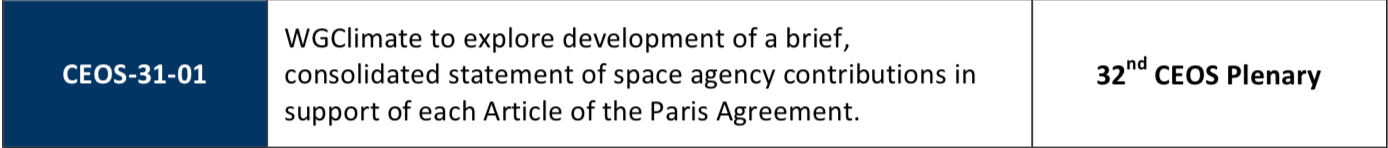 CEOS-31-01
WGClimate to explore development of a brief,
consolidated statement of space agency contributions in
support of each Article of the Paris Agreement.
32nd CEOS Plenary